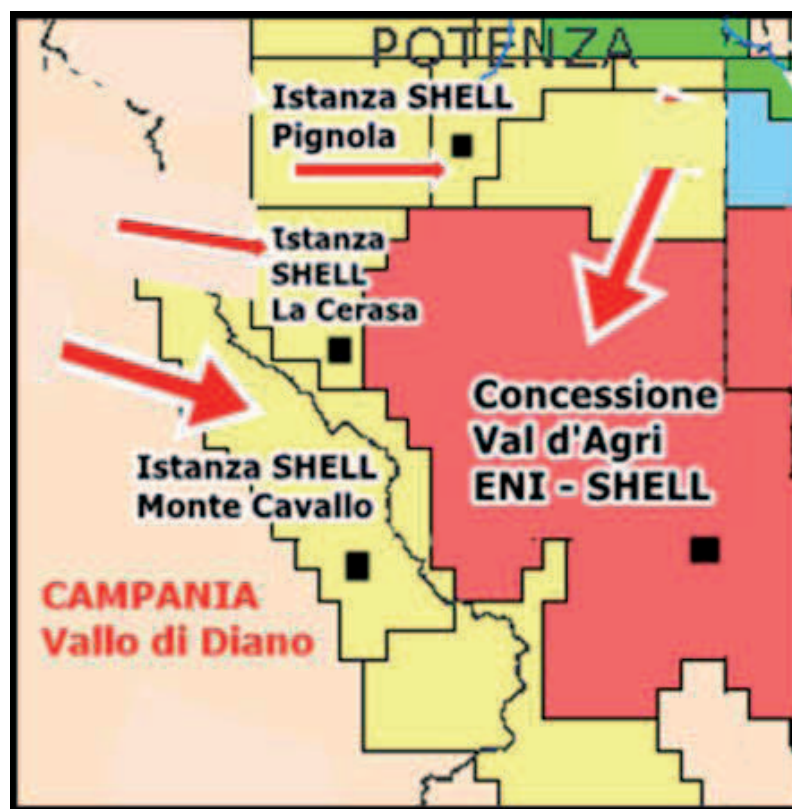 POTENZA
Istanza SHELL
Pignola
Istanza
SHELL
La Cerasa
Concessione
Val d'Agri
ENI - SHELL
Istanza SHELL
Monte Cavallo
CAMPANIA
Vallo di Diano